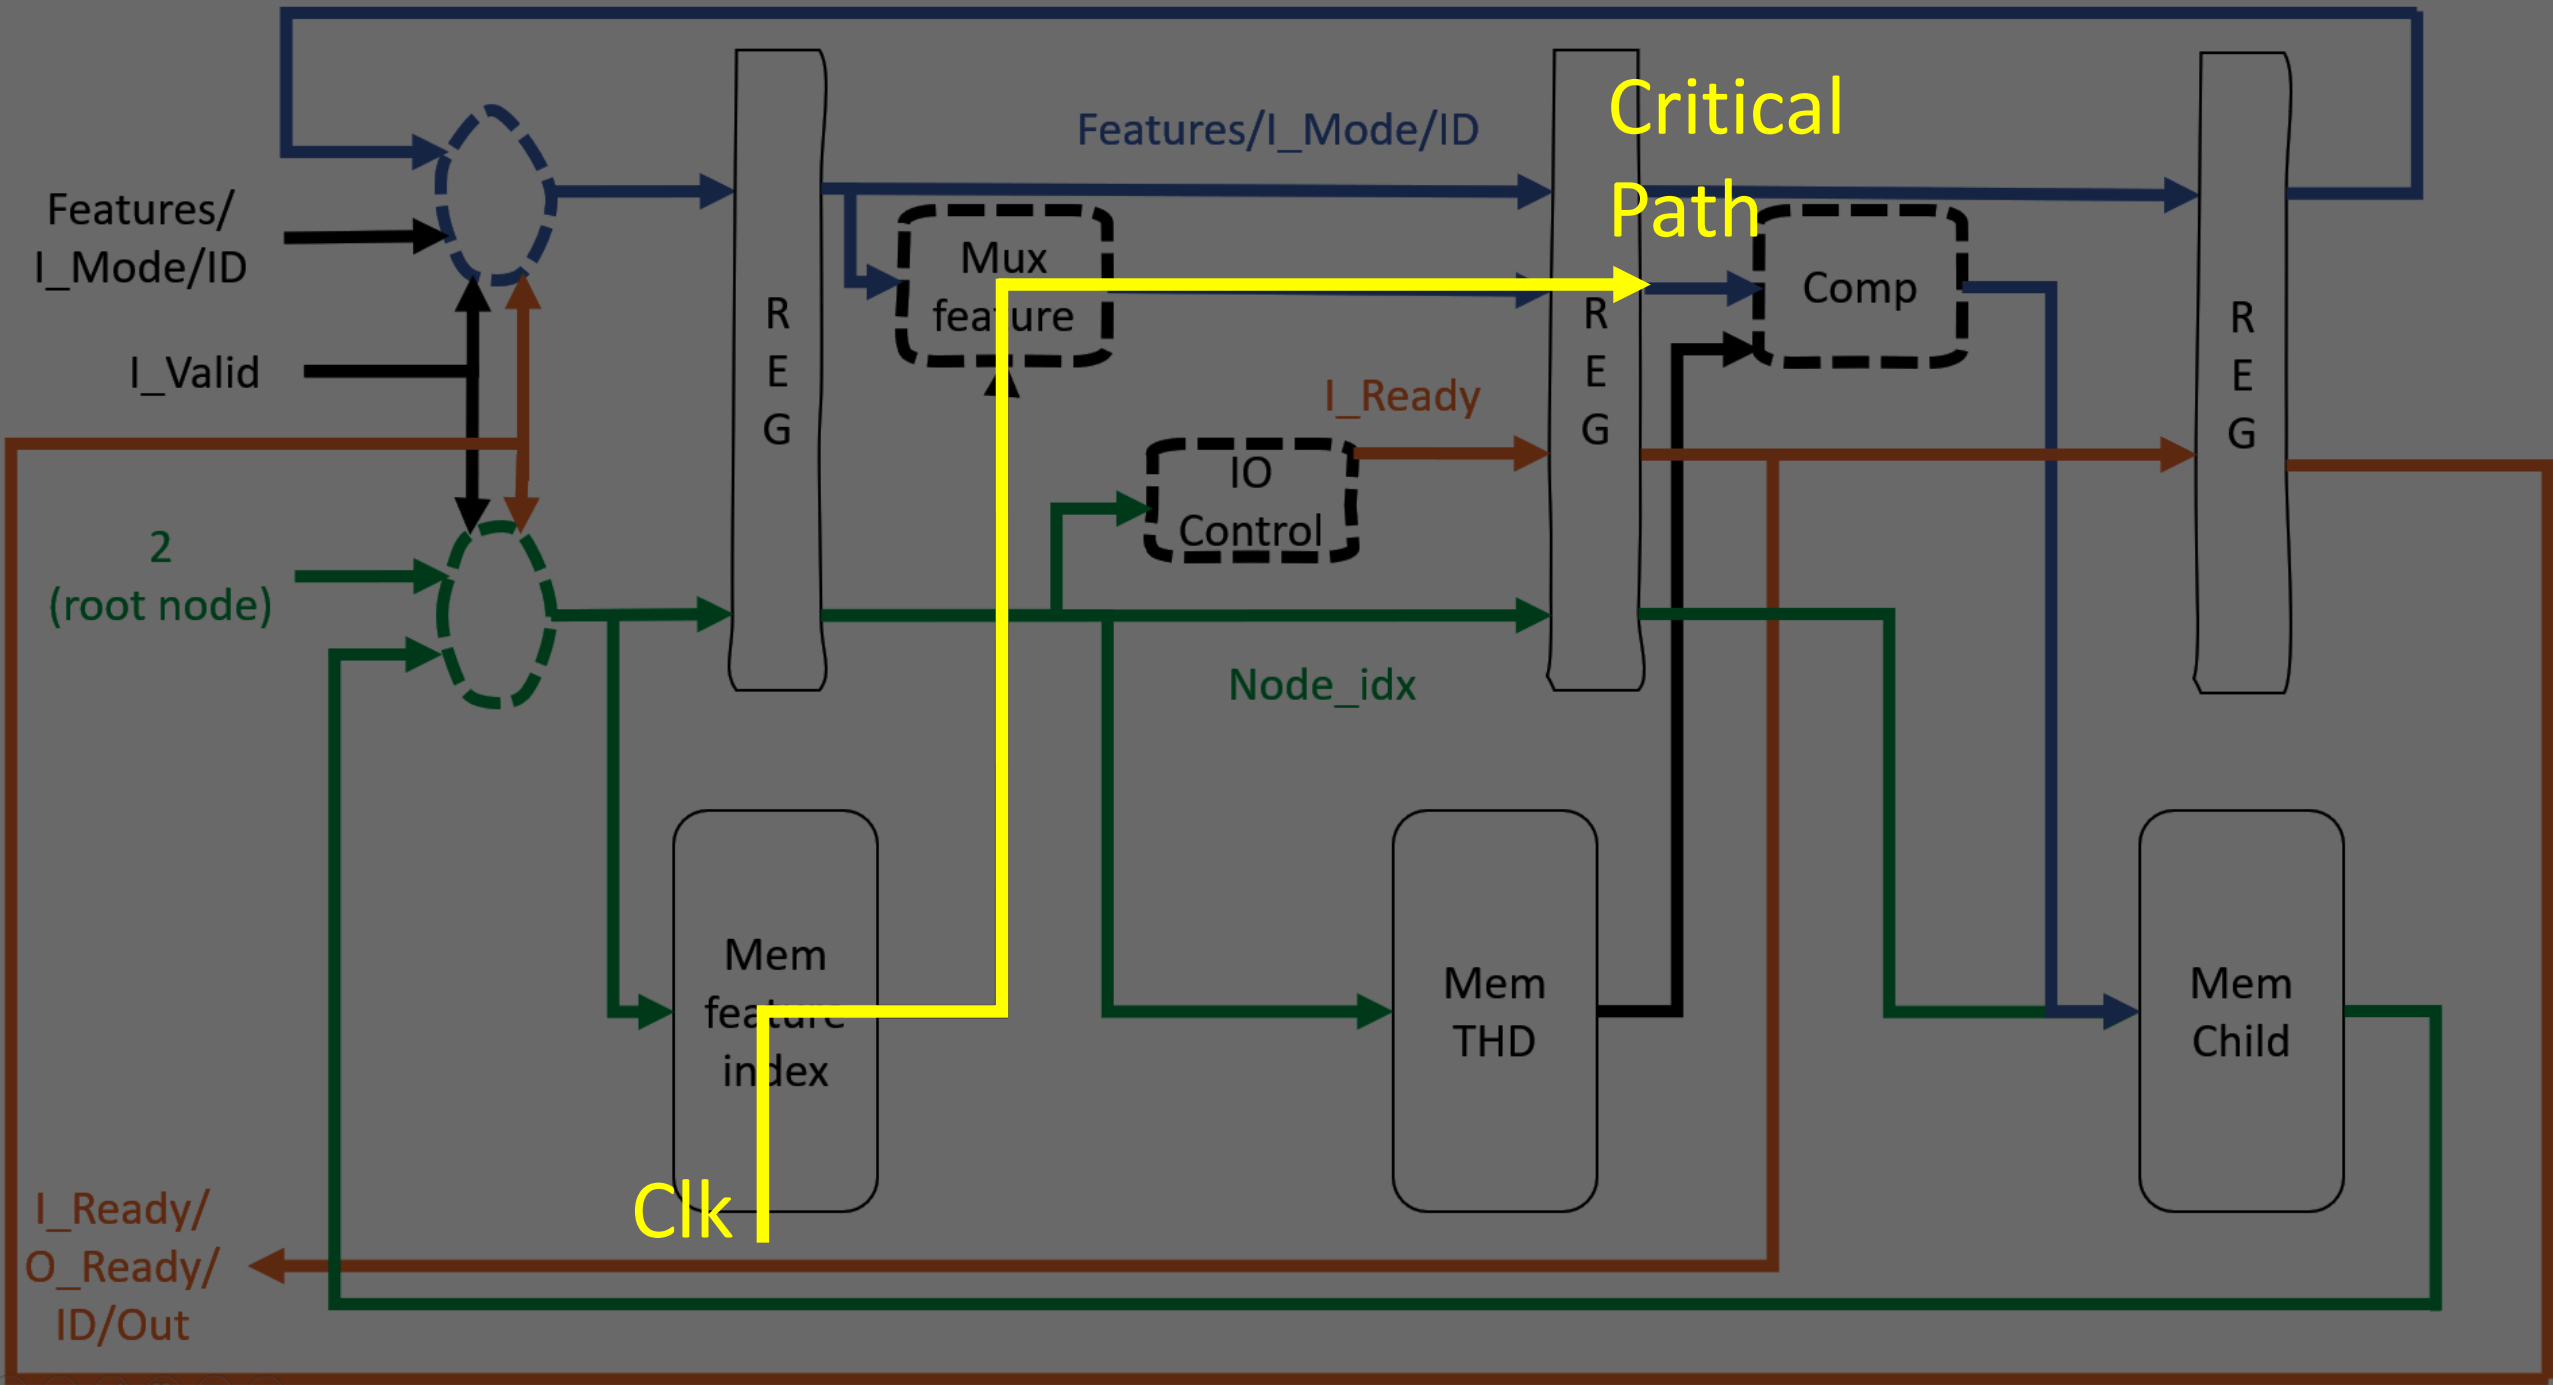 Critical
Path
Features/I_Mode/ID
Features/
I_Mode/ID
Mux
feature
Comp
R
E
G
R
E
G
R
E
G
I_Valid
I_Ready
IO
Control
2
(root node)
Node_idx
Mem
feature
index
Mem
THD
Mem
Child
Clk
I_Ready/
O_Ready/
ID/Out